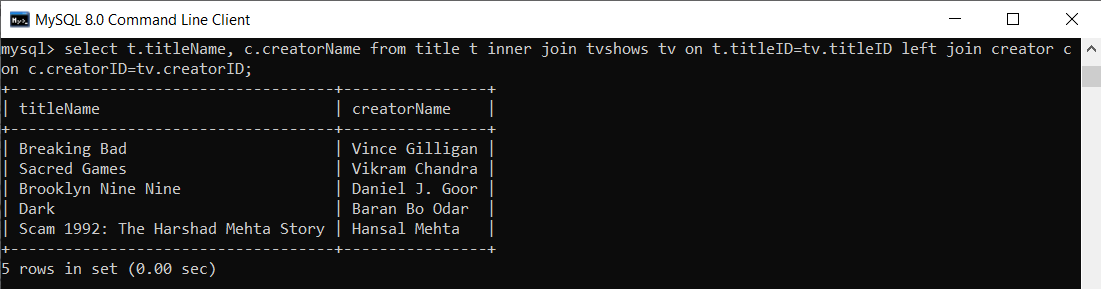 MySQL 8.0 Command Line Client
mysql> select t.titleName, c.creatorName from title t inner join tvshows tv on t.titleID=tv.titleID left join creator c
on c.creatorID=tv.creatorID;
+-----------------------------------+----------------+
| titleName                         | creatorName    |
+-----------------------------------+----------------+
| Breaking Bad                      | Vince Gilligan |
| Sacred Games                      | Vikram Chandra |
| Brooklyn Nine Nine                | Daniel J. Goor |
| Dark                              | Baran Bo Odar  |
| Scam 1992: The Harshad Mehta Story | Hansal Mehta   |
+-----------------------------------+----------------+
5 rows in set (0.00 sec)